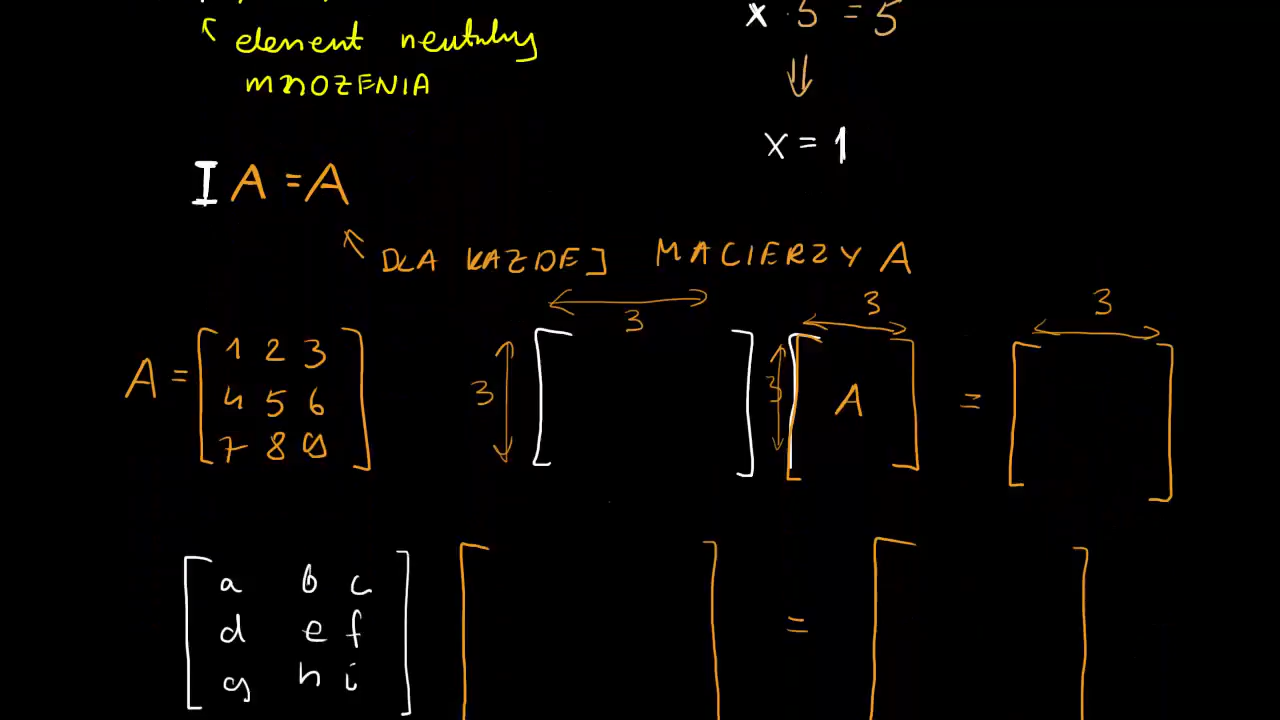 x · 5 = 5
↖ element neutralny
MNOZENIA
⇓
x = 1
I A = A
↖ DLA KAZDEJ MACIERZY A
3 3 3
A = [1 2 3
4 5 6
7 8 9]
3 [ ] 3 [ A ] = [ ]
[a b c
d e f
g h i] [ ] = [ ]